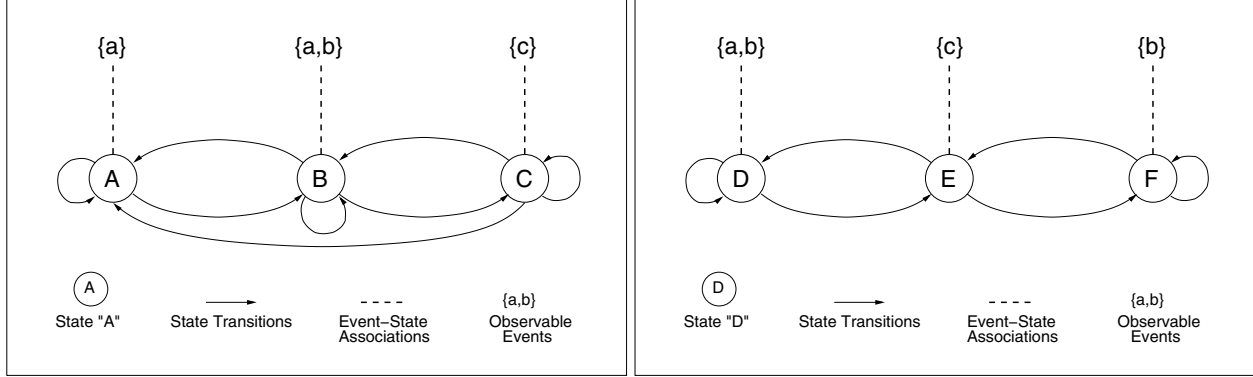 {a} {a,b} {c}
A B C
A
{a,b}
State "A" State Transitions Event−State Associations Observable Events
{a,b} {c} {b}
D E F
D
{a,b}
State "D" State Transitions Event−State Associations Observable Events